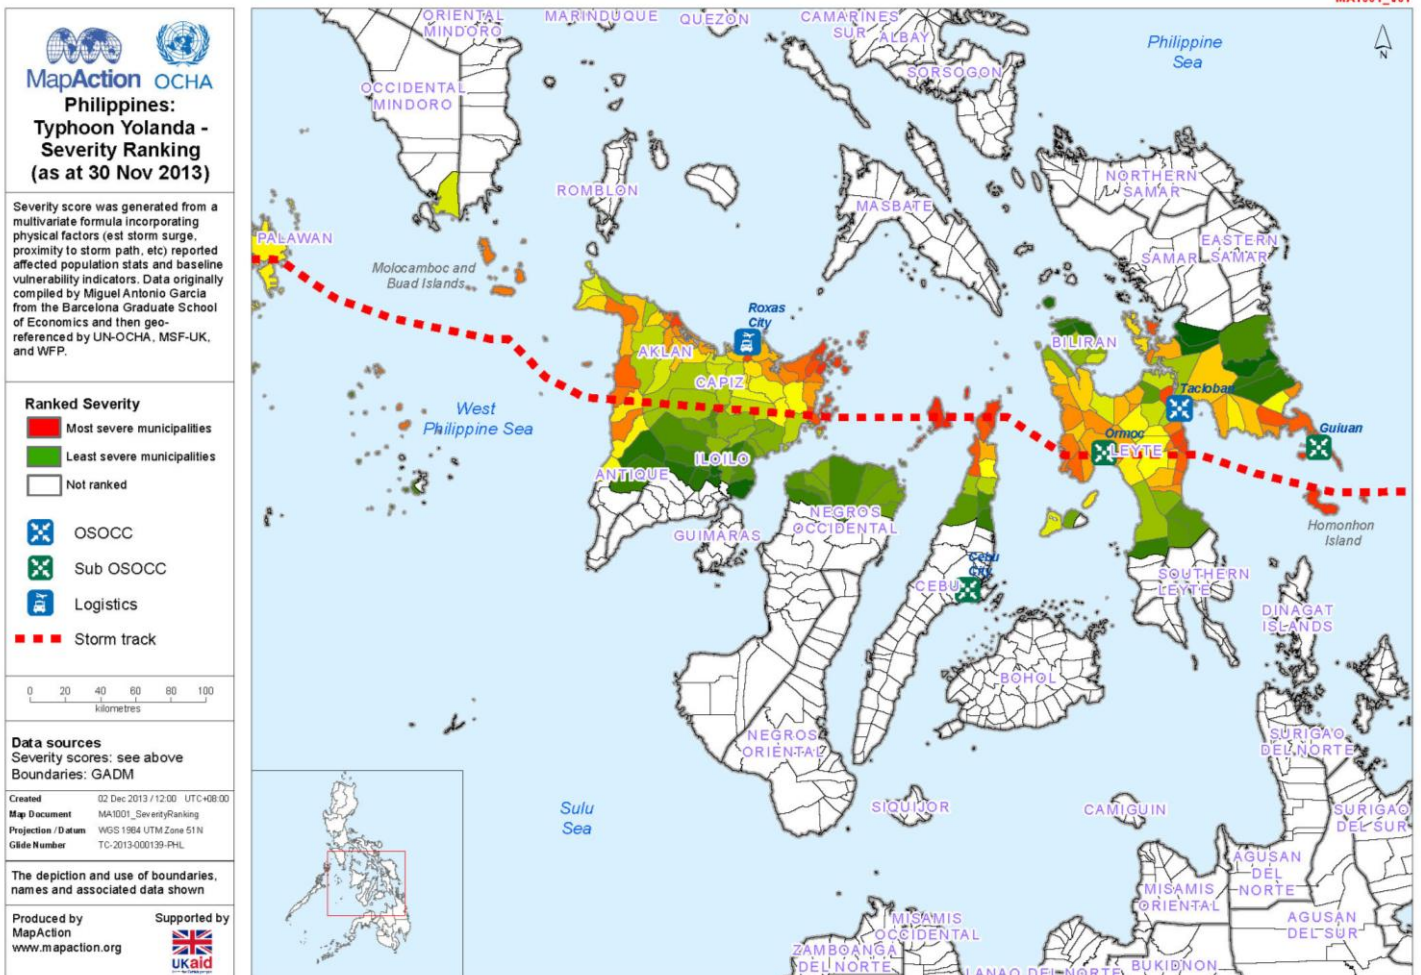 MapAction OCHA
Philippines:
Typhoon Yolanda -
Severity Ranking
(as at 30 Nov 2013)
Severity score was generated from a
multivariate formula incorporating
physical factors (est storm surge,
proximity to storm path, etc) reported
affected population stats and baseline
vulnerability indicators. Data originally
compiled by Miguel Antonio Garcia
from the Barcelona Graduate School
of Economics and then geo-
referenced by UN-OCHA, MSF-UK,
and WFP.
Ranked Severity
Most severe municipalities
Least severe municipalities
Not ranked
OSOCC
Sub OSOCC
Logistics
Storm track
0 20 40 60 80 100
kilometres
Data sources
Severity scores: see above
Boundaries: GADM
Created 02 Dec 2013 / 12:00 UTC+08:00
Map Document MA1001_SeverityRanking
Projection / Datum WGS 1984 UTM Zone 51N
Glide Number TC-2013-000139-PHL
The depiction and use of boundaries,
names and associated data shown
Produced by
MapAction
www.mapaction.org
Supported by
UKaid
ORIENTAL
MINDORO
MARINDUQUE
QUEZON
CAMARINES
SUR
ALBAY
SORSOGON
Philippine
Sea
N
OCCIDENTAL
MINDORO
ROMBLON
MASBATE
NORTHERN
SAMAR
EASTERN
SAMAR
SAMAR
PALAWAN
Molocamboc and
Buad Islands
Roxas
City
AKLAN
CAPIZ
BILIRAN
Tacloban
West
Philippine Sea
Ormoc
LEYTE
Guiuan
ILOILO
ANTIQUE
GUIMARAS
NEGROS
OCCIDENTAL
Homonhon
Island
Cebu
City
CEBU
SOUTHERN
LEYTE
DINAGAT
ISLANDS
BOHOL
NEGROS
ORIENTAL
SURIGAO
DEL NORTE
Sulu
Sea
SIQUIJOR
CAMIGUIN
SURIGAO
DEL SUR
AGUSAN
DEL
NORTE
MISAMIS
ORIENTAL
MISAMIS
OCCIDENTAL
AGUSAN
DEL SUR
ZAMBOANGA
DEL NORTE
LANAO DEL NORTE
BUKIDNON